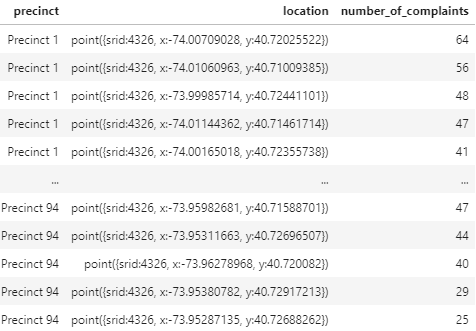 precinct location number_of_complaints
Precinct 1 point({srid:4326, x:-74.00709028, y:40.72025522}) 64
Precinct 1 point({srid:4326, x:-74.01060963, y:40.71009385}) 56
Precinct 1 point({srid:4326, x:-73.99985714, y:40.72441101}) 48
Precinct 1 point({srid:4326, x:-74.01144362, y:40.71461714}) 47
Precinct 1 point({srid:4326, x:-74.00165018, y:40.72355738}) 41
... ... ...
Precinct 94 point({srid:4326, x:-73.95982681, y:40.71588701}) 47
Precinct 94 point({srid:4326, x:-73.95311663, y:40.72696507}) 44
Precinct 94 point({srid:4326, x:-73.96278968, y:40.720082}) 40
Precinct 94 point({srid:4326, x:-73.95380782, y:40.72917213}) 29
Precinct 94 point({srid:4326, x:-73.95287135, y:40.72688262}) 25